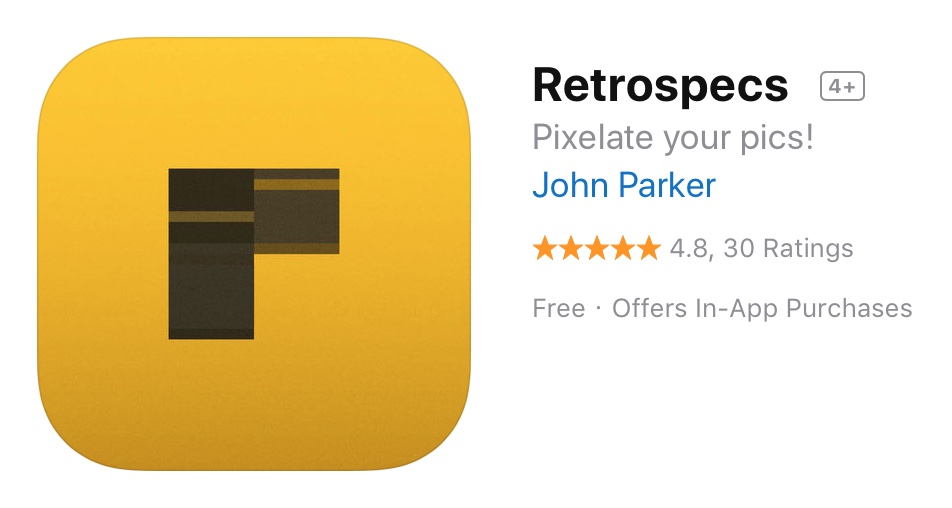 Retrospecs 4+
Pixelate your pics!
John Parker
4.8, 30 Ratings
Free · Offers In-App Purchases